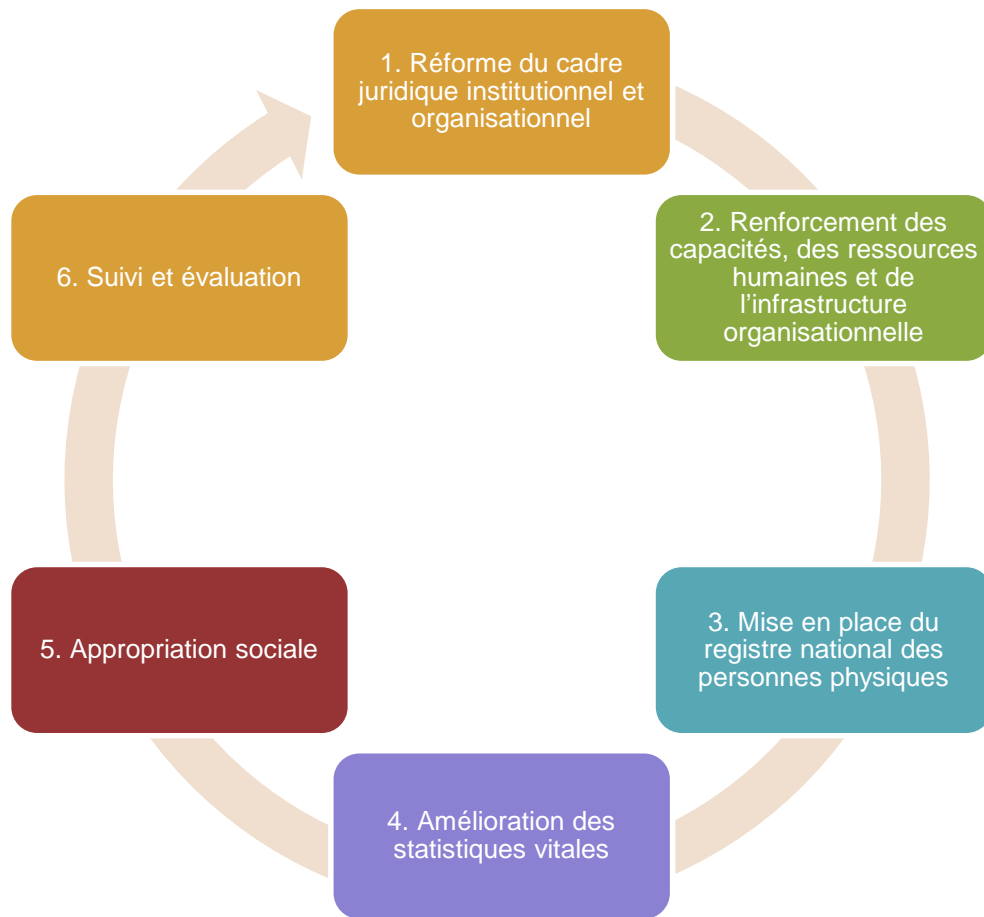 1. Réforme du cadre
juridique institutionnel et
organisationnel
2. Renforcement des
capacités, des ressources
humaines et de
l’infrastructure
organisationnelle
3. Mise en place du
registre national des
personnes physiques
4. Amélioration des
statistiques vitales
5. Appropriation sociale
6. Suivi et évaluation